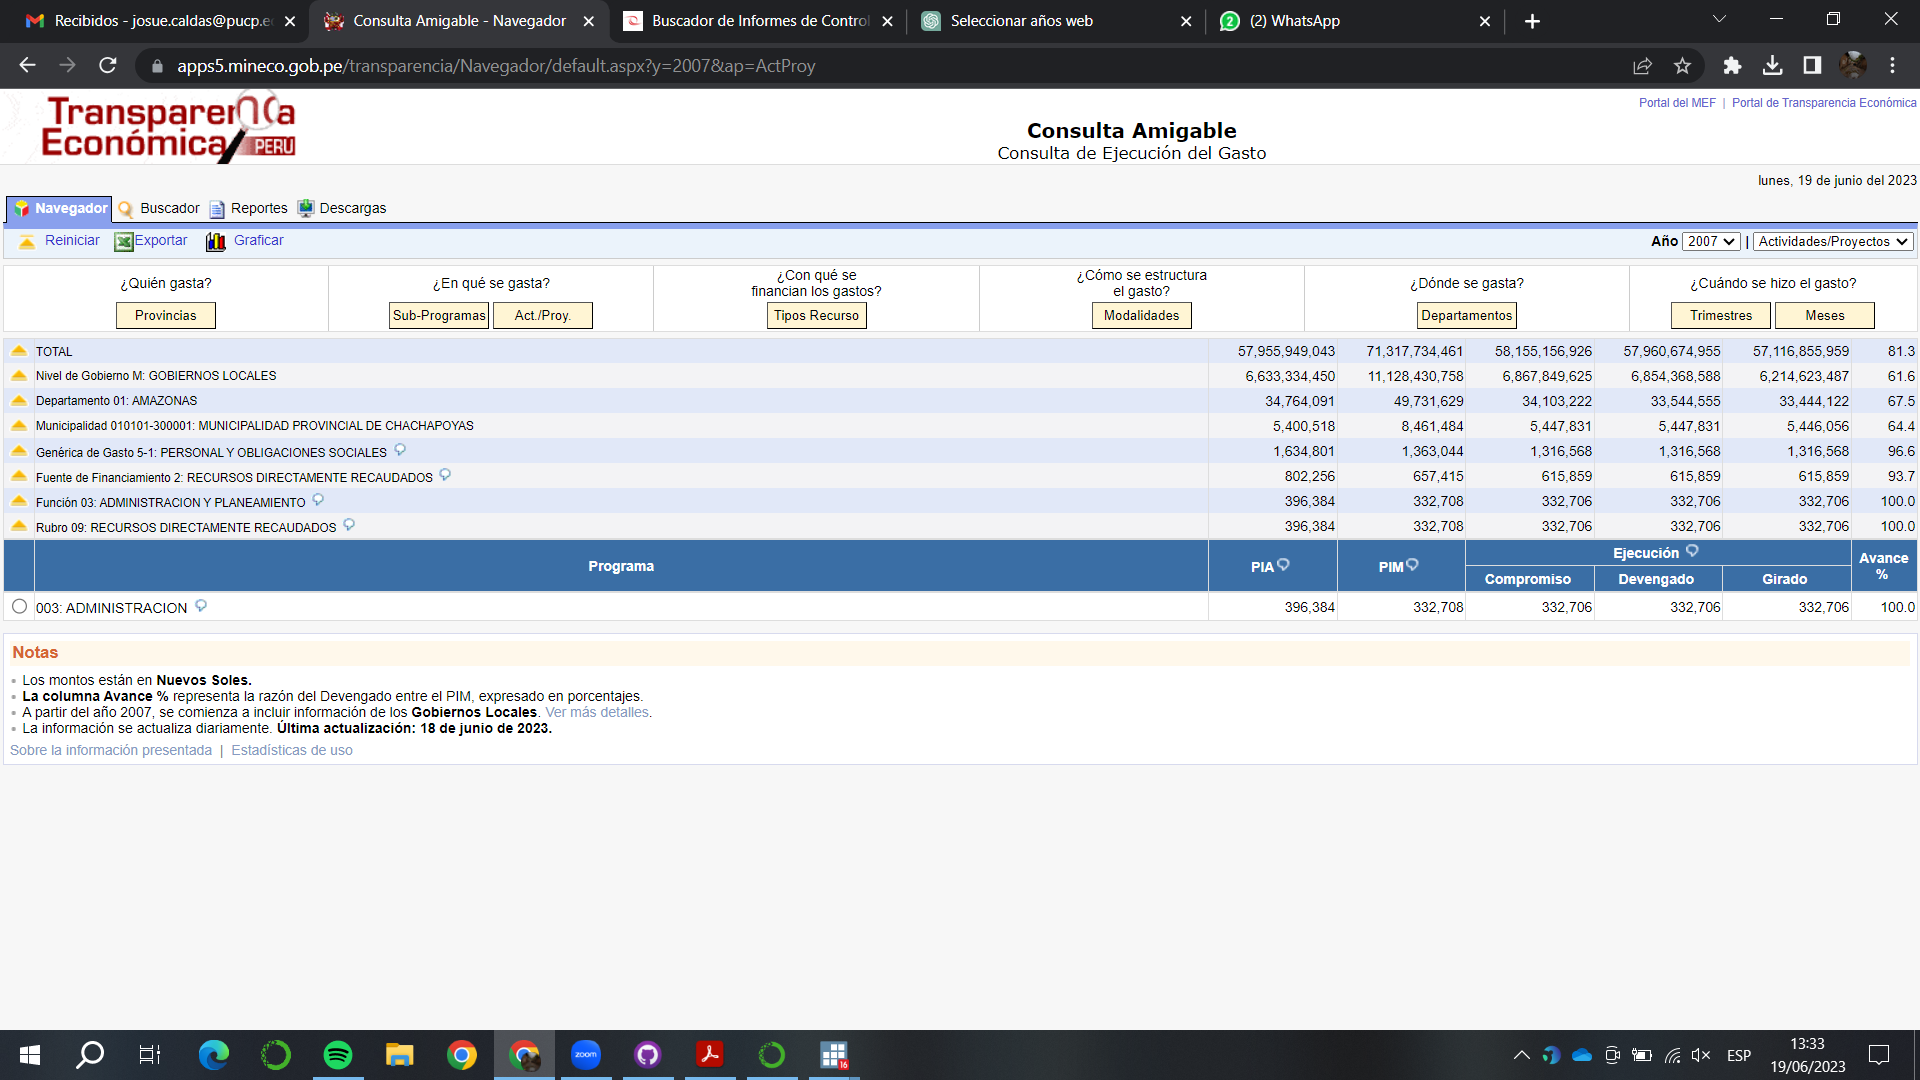 Recibidos - josue.caldas@pucp.e
Consulta Amigable - Navegador
Buscador de Informes de Control
Seleccionar años web
(2) WhatsApp
apps5.mineco.gob.pe/transparencia/Navegador/default.aspx?y=2007&ap=ActProy
Transparencia
Económica PERU
Portal del MEF | Portal de Transparencia Económica
Consulta Amigable
Consulta de Ejecución del Gasto
lunes, 19 de junio del 2023
Navegador Buscador Reportes Descargas
Reiniciar Exportar Graficar
Año 2007 | Actividades/Proyectos
¿Quién gasta?
Provincias
¿En qué se gasta?
Sub-Programas Act./Proy.
¿Con qué se
financian los gastos?
Tipos Recurso
¿Cómo se estructura
el gasto?
Modalidades
¿Dónde se gasta?
Departamentos
¿Cuándo se hizo el gasto?
Trimestres Meses
TOTAL 57,955,949,043 71,317,734,461 58,155,156,926 57,960,674,955 57,116,855,959 81.3
Nivel de Gobierno M: GOBIERNOS LOCALES 6,633,334,450 11,128,430,758 6,867,849,625 6,854,368,588 6,214,623,487 61.6
Departamento 01: AMAZONAS 34,764,091 49,731,629 34,103,222 33,544,555 33,444,122 67.5
Municipalidad 010101-300001: MUNICIPALIDAD PROVINCIAL DE CHACHAPOYAS 5,400,518 8,461,484 5,447,831 5,447,831 5,446,056 64.4
Genérica de Gasto 5-1: PERSONAL Y OBLIGACIONES SOCIALES 1,634,801 1,363,044 1,316,568 1,316,568 1,316,568 96.6
Fuente de Financiamiento 2: RECURSOS DIRECTAMENTE RECAUDADOS 802,256 657,415 615,859 615,859 615,859 93.7
Función 03: ADMINISTRACION Y PLANEAMIENTO 396,384 332,708 332,706 332,706 332,706 100.0
Rubro 09: RECURSOS DIRECTAMENTE RECAUDADOS 396,384 332,708 332,706 332,706 332,706 100.0
Programa PIA PIM Ejecución Avance %
Compromiso Devengado Girado
003: ADMINISTRACION 396,384 332,708 332,706 332,706 332,706 100.0
Notas
Los montos están en Nuevos Soles.
La columna Avance % representa la razón del Devengado entre el PIM, expresado en porcentajes.
A partir del año 2007, se comienza a incluir información de los Gobiernos Locales. Ver más detalles.
La información se actualiza diariamente. Última actualización: 18 de junio de 2023.
Sobre la información presentada | Estadísticas de uso
zoom
16
ESP
13:33
19/06/2023